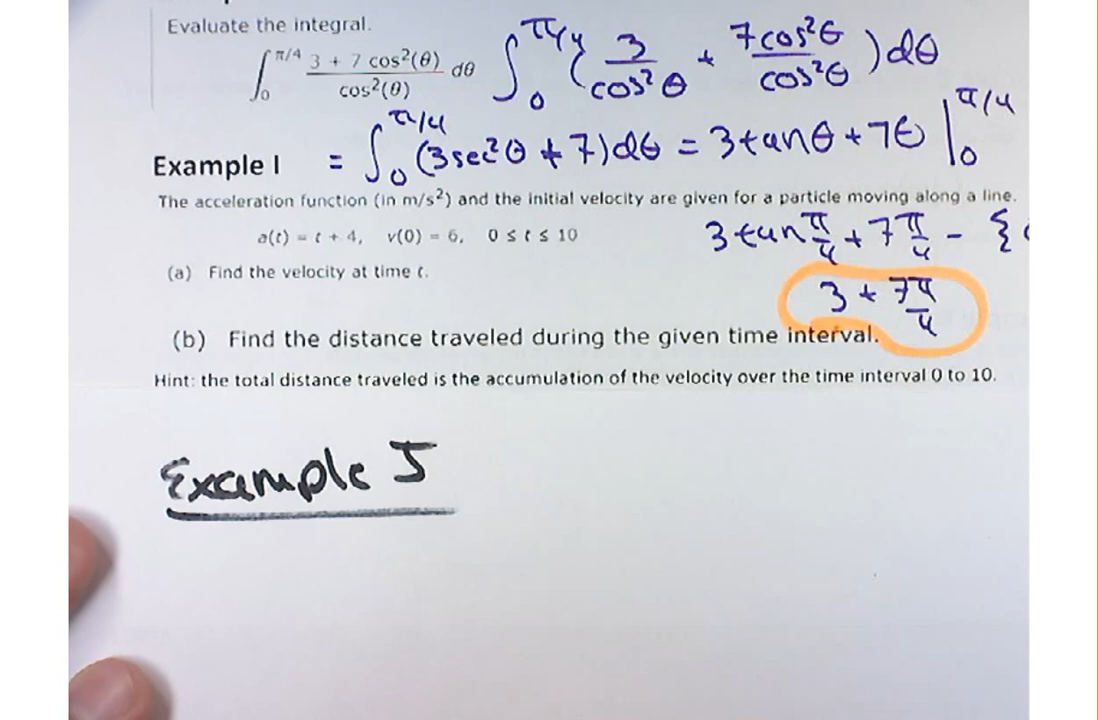 Evaluate the integral.
∫₀^π/4 (3 + 7 cos²(θ))/(cos²(θ)) dθ ∫₀^π/4 (3/cos²θ + 7cos²θ/cos²θ) dθ
= ∫₀^π/4 (3sec²θ + 7)dθ = 3tanθ + 7θ |₀^π/4
Example I
The acceleration function (in m/s²) and the initial velocity are given for a particle moving along a line.
a(t) = t + 4, v(0) = 6, 0 ≤ t ≤ 10
3tan π/4 + 7 π/4 - {
(a) Find the velocity at time t.
3 + 7π/4
(b) Find the distance traveled during the given time interval.
Hint: the total distance traveled is the accumulation of the velocity over the time interval 0 to 10.
Example J